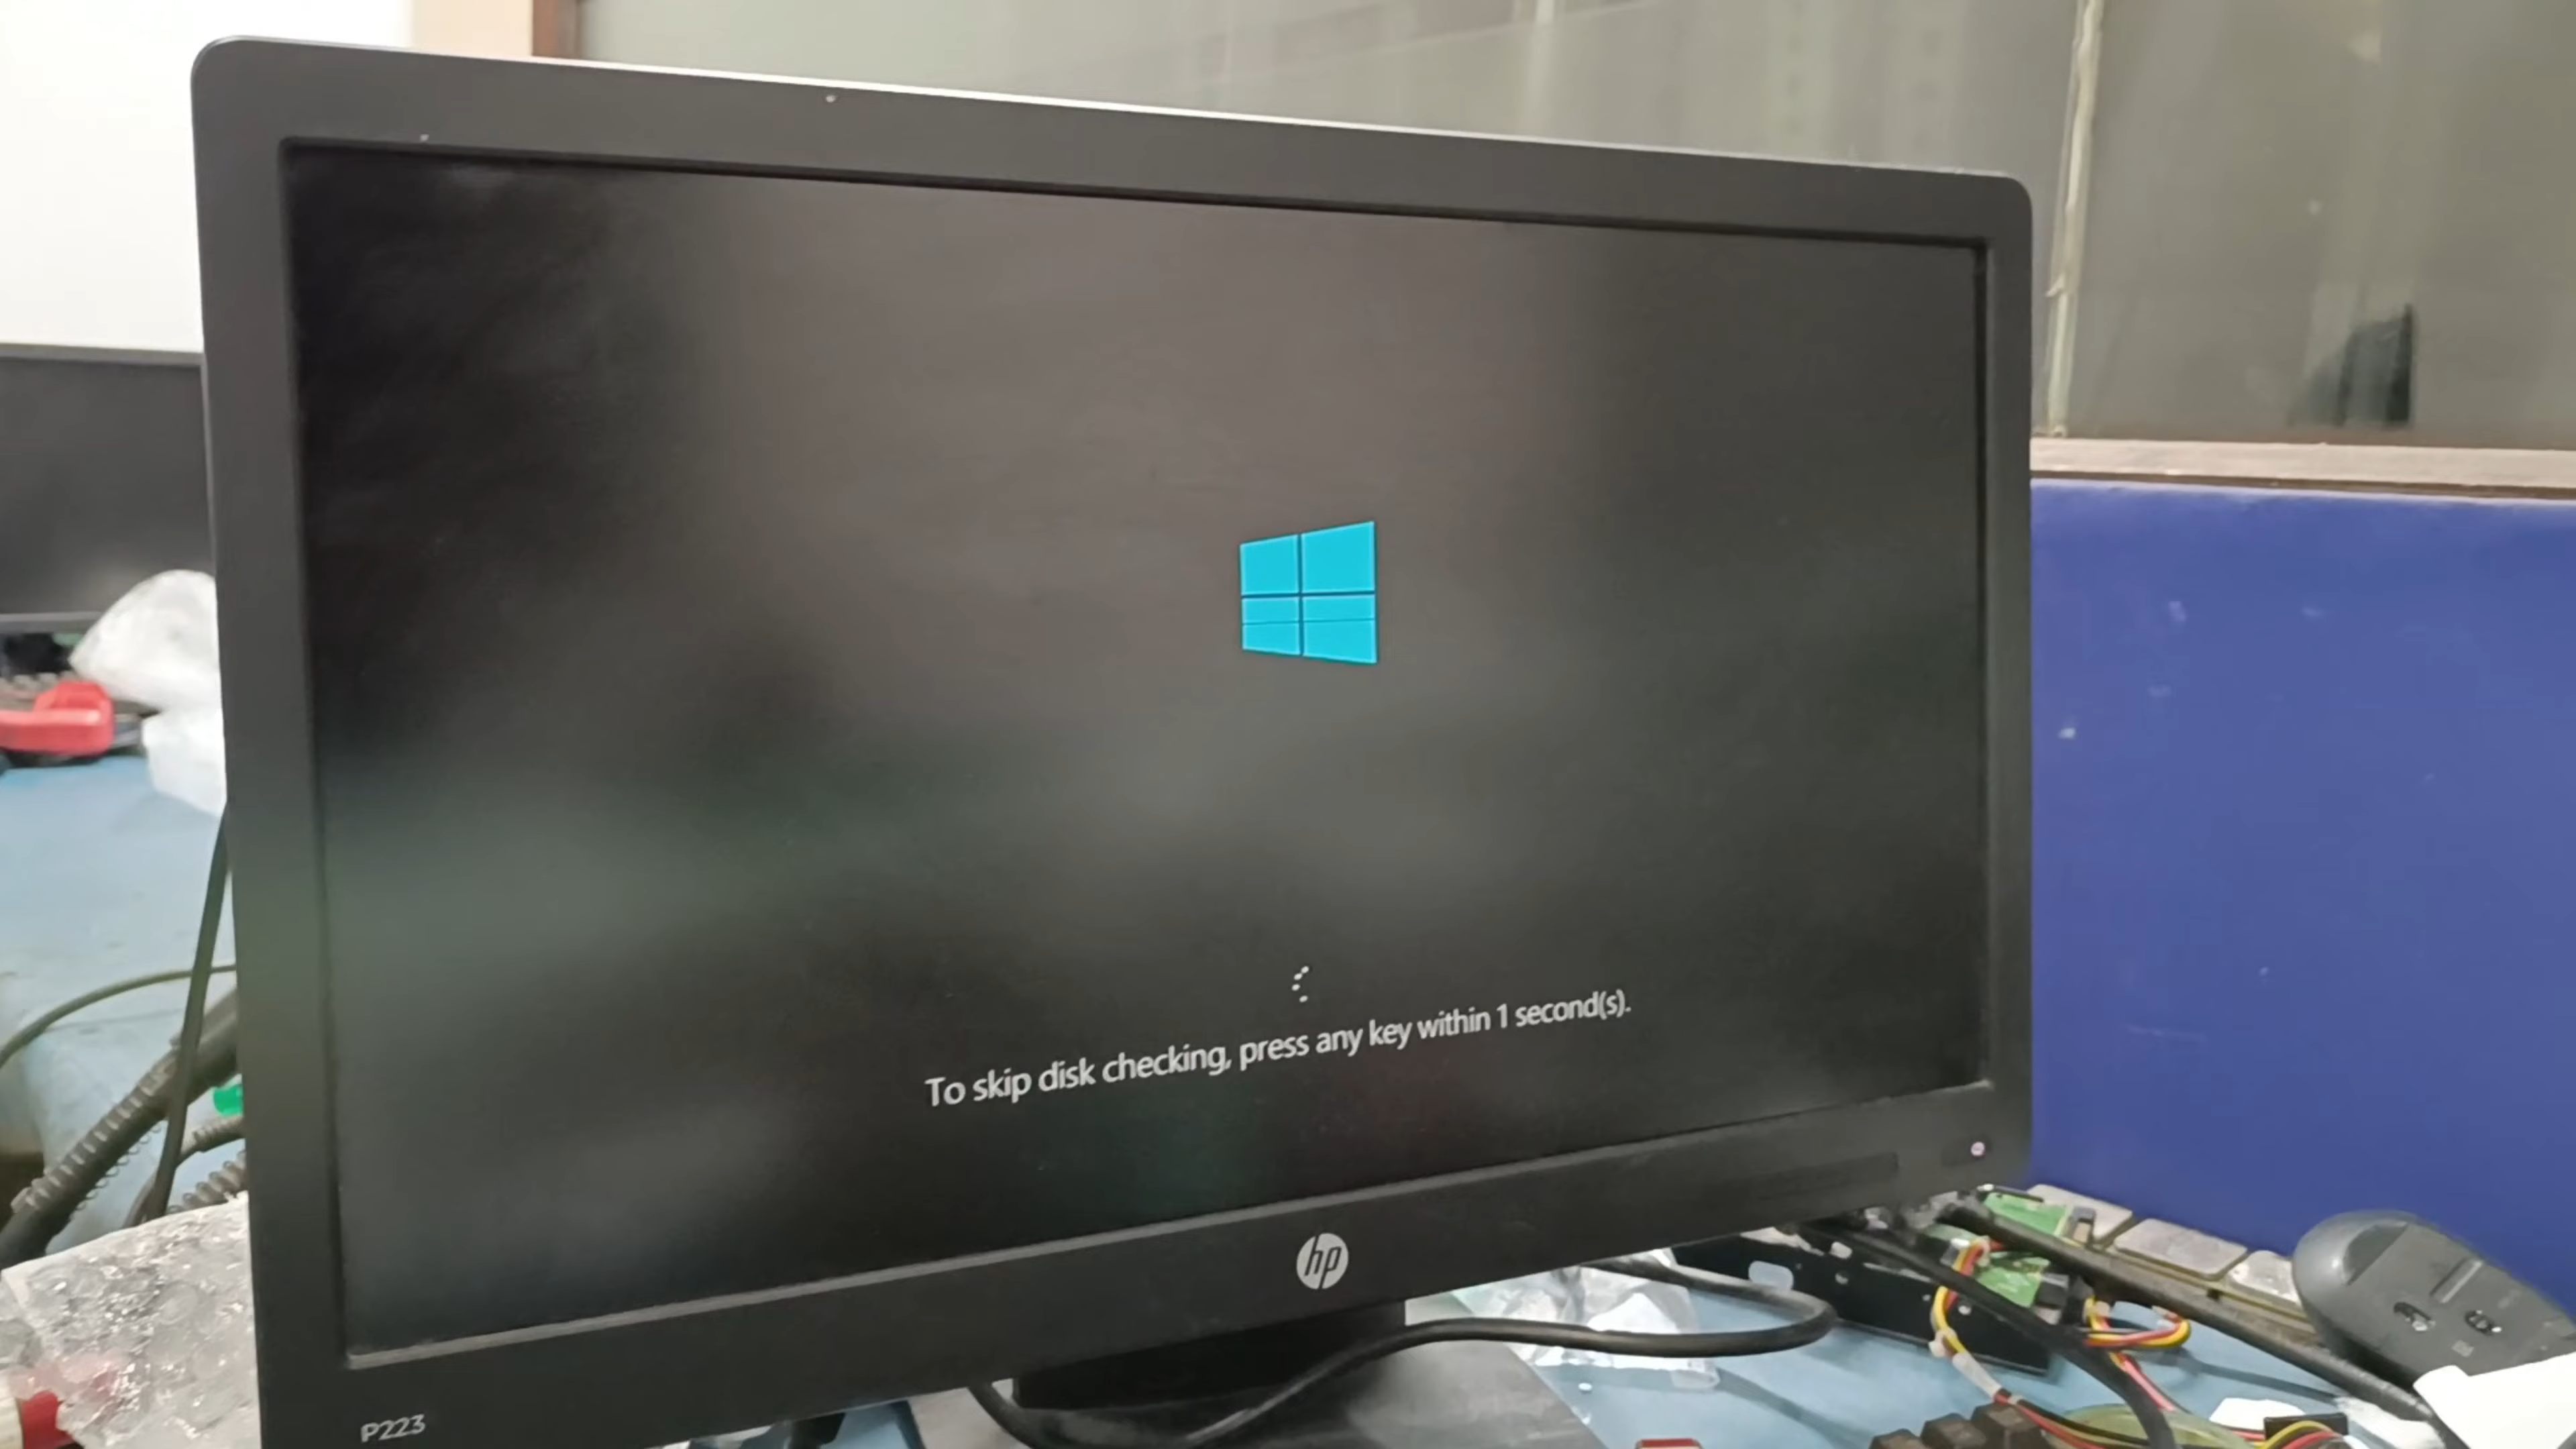 To skip disk checking, press any key within 1 second(s).
hp
P223